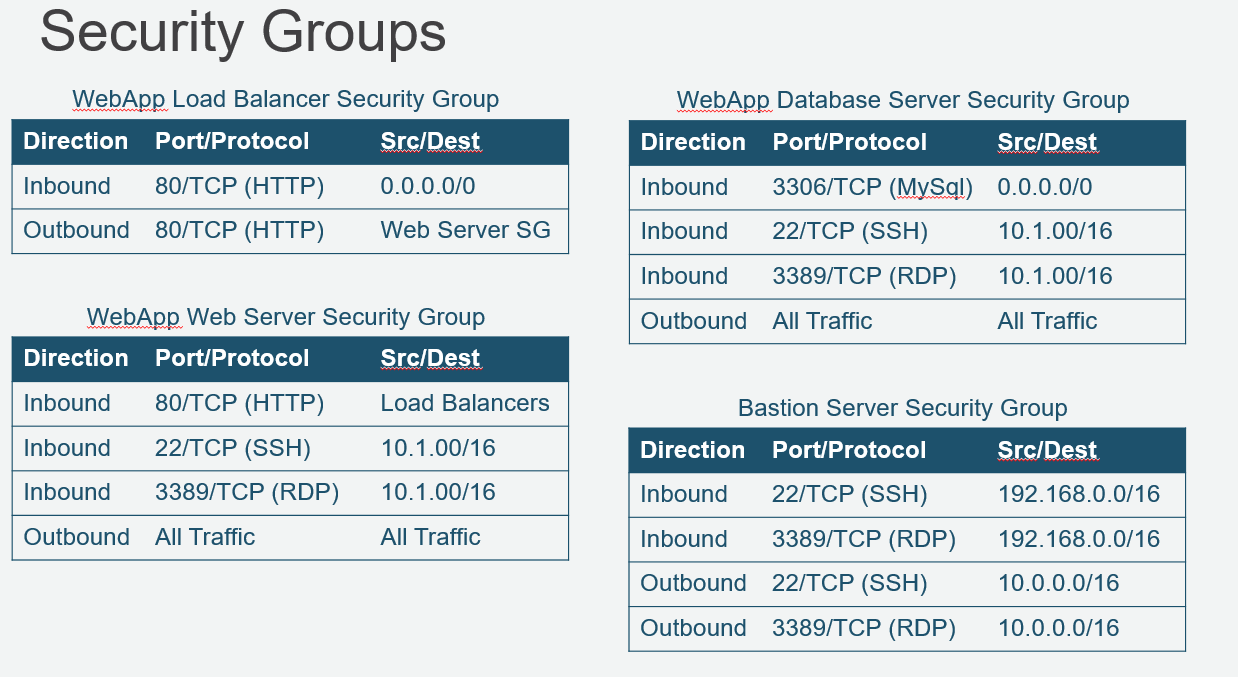 Security Groups
WebApp Load Balancer Security Group
Direction Port/Protocol Src/Dest
Inbound 80/TCP (HTTP) 0.0.0.0/0
Outbound 80/TCP (HTTP) Web Server SG
WebApp Web Server Security Group
Direction Port/Protocol Src/Dest
Inbound 80/TCP (HTTP) Load Balancers
Inbound 22/TCP (SSH) 10.1.00/16
Inbound 3389/TCP (RDP) 10.1.00/16
Outbound All Traffic All Traffic
WebApp Database Server Security Group
Direction Port/Protocol Src/Dest
Inbound 3306/TCP (MySql) 0.0.0.0/0
Inbound 22/TCP (SSH) 10.1.00/16
Inbound 3389/TCP (RDP) 10.1.00/16
Outbound All Traffic All Traffic
Bastion Server Security Group
Direction Port/Protocol Src/Dest
Inbound 22/TCP (SSH) 192.168.0.0/16
Inbound 3389/TCP (RDP) 192.168.0.0/16
Outbound 22/TCP (SSH) 10.0.0.0/16
Outbound 3389/TCP (RDP) 10.0.0.0/16